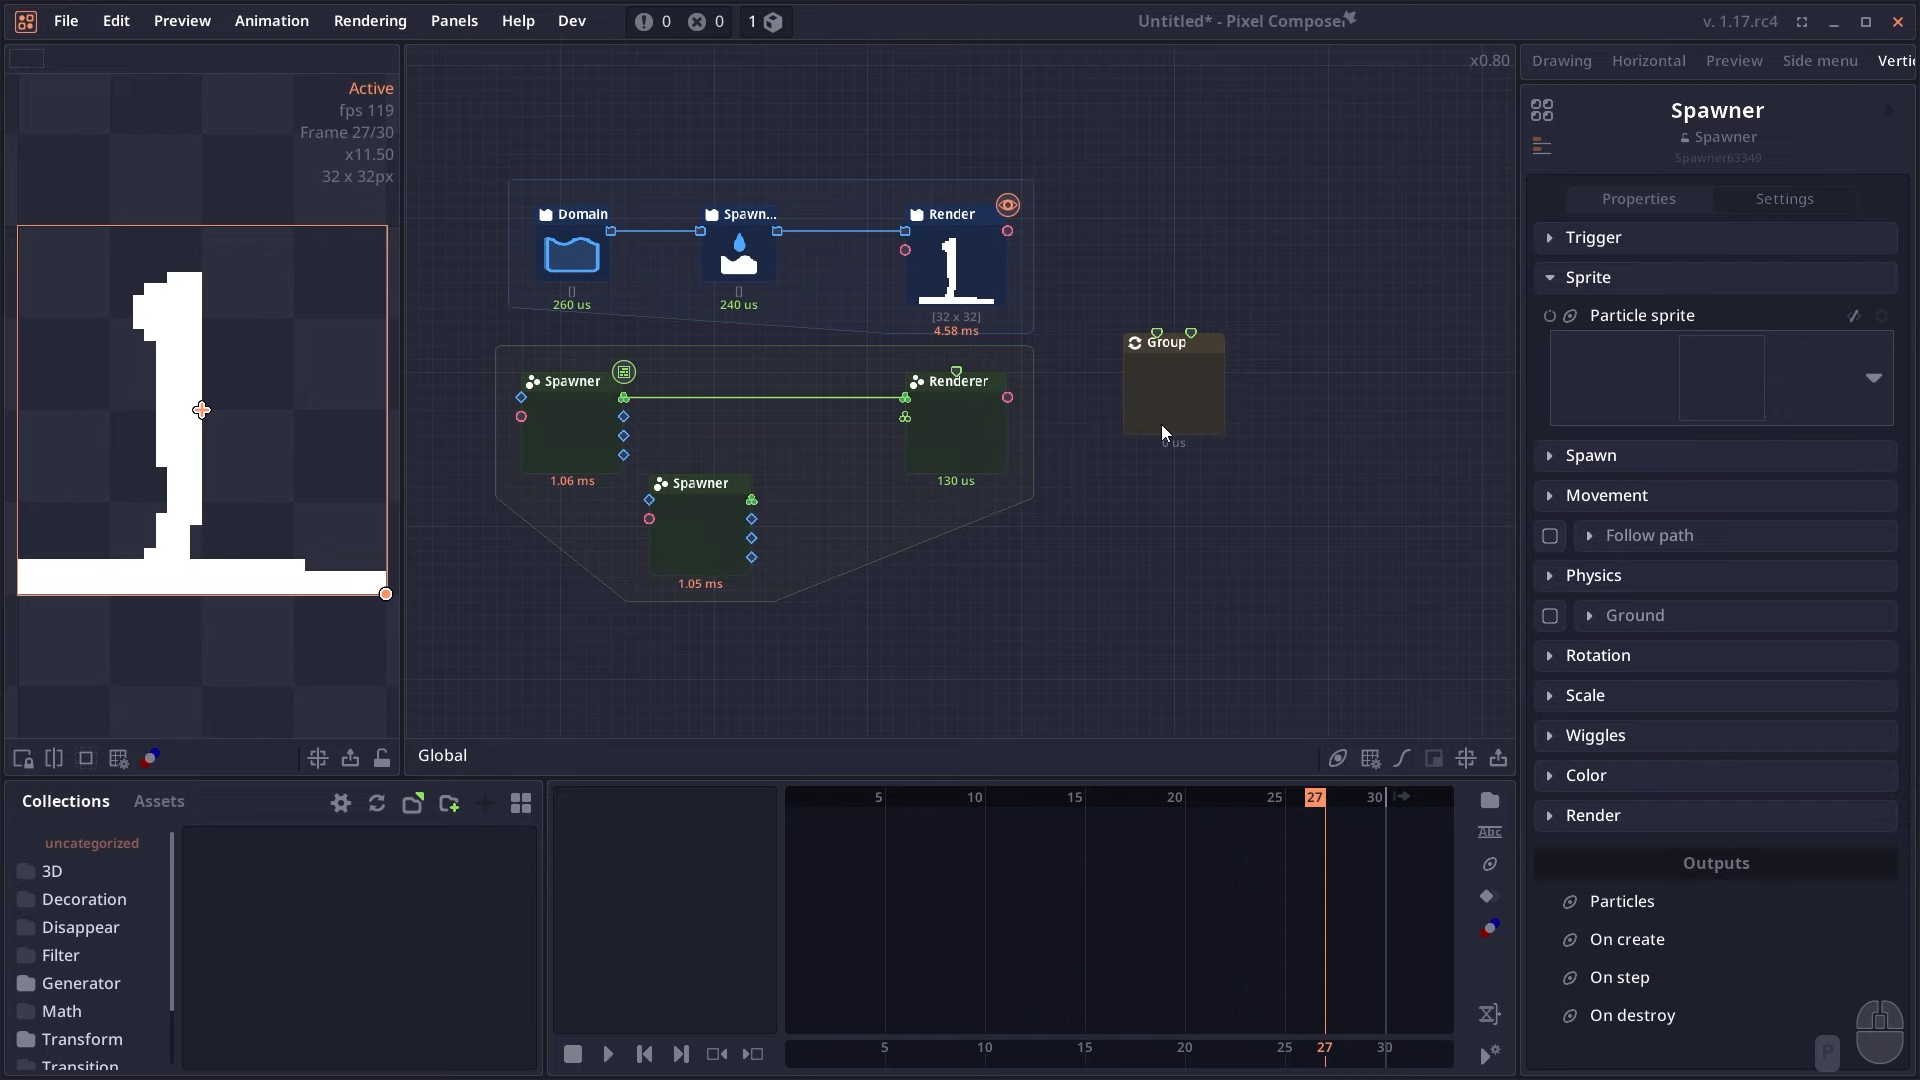 File Edit Preview Animation Rendering Panels Help Dev 0 0 1 Untitled* - Pixel Composer v. 1.17.rc4
Active
fps 119
Frame 27/30
x11.50
32 x 32px
x0.80
Domain
[]
260 us
Spawn...
[]
240 us
Render
[32 x 32]
4.58 ms
Spawner
1.06 ms
Renderer
130 us
Spawner
1.05 ms
Group
us
Global
Drawing Horizontal Preview Side menu Vertic
Spawner
Spawner
Spawner63349
Properties Settings
Trigger
Sprite
Particle sprite
Spawn
Movement
Follow path
Physics
Ground
Rotation
Scale
Wiggles
Color
Render
Outputs
Particles
On create
On step
On destroy
P
Collections Assets
uncategorized
3D
Decoration
Disappear
Filter
Generator
Math
Transform
Transition
5 10 15 20 25 27 30
Abc
5 10 15 20 25 27 30